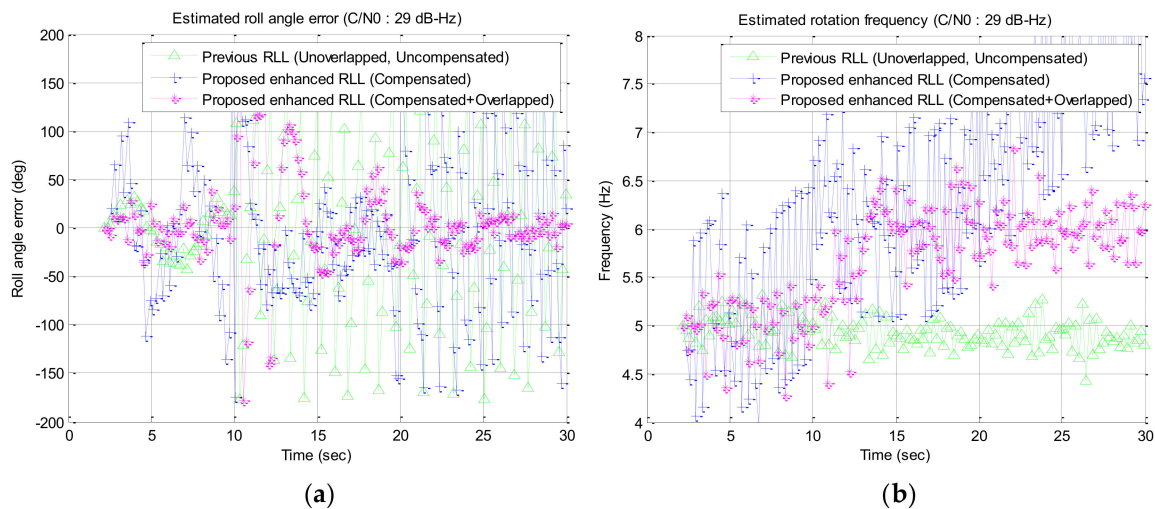 Estimated roll angle error (C/N0 : 29 dB-Hz)
200
150
100
50
0
-50
-100
-150
-200
Roll angle error (deg)
Previous RLL (Unoverlapped, Uncompensated)
Proposed enhanced RLL (Compensated)
Proposed enhanced RLL (Compensated+Overlapped)
0 5 10 15 20 25 30
Time (sec)
(a)
Estimated rotation frequency (C/N0 : 29 dB-Hz)
8
7.5
7
6.5
6
5.5
5
4.5
4
Frequency (Hz)
Previous RLL (Unoverlapped, Uncompensated)
Proposed enhanced RLL (Compensated)
Proposed enhanced RLL (Compensated+Overlapped)
0 5 10 15 20 25 30
Time (sec)
(b)